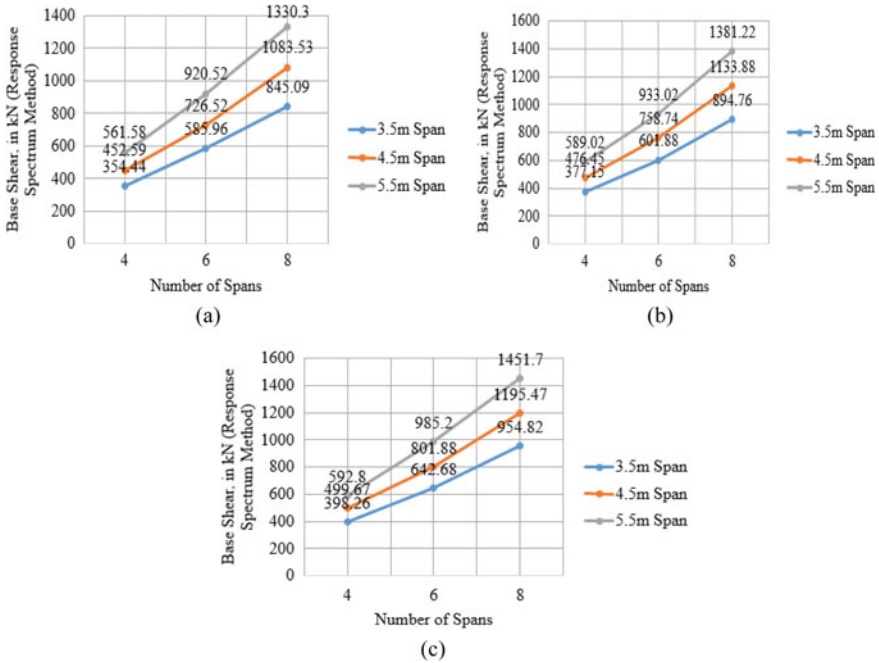 Base Shear, in kN (Response
Spectrum Method)
1400
1200
1000
800
600
400
200
0
1330.3
1083.53
845.09
920.52
726.52
585.96
561.58
452.59
354.44
4 6 8
Number of Spans
3.5m Span
4.5m Span
5.5m Span
(a)
Base Shear, in kN (Response
Spectrum Method)
1600
1400
1200
1000
800
600
400
200
0
1381.22
1133.88
894.76
933.02
758.74
601.88
589.02
476.45
377.15
4 6 8
Number of Spans
3.5m Span
4.5m Span
5.5m Span
(b)
Base Shear, in kN (Response
Spectrum Method)
1600
1400
1200
1000
800
600
400
200
0
1451.7
1195.47
954.82
985.2
801.88
642.68
592.8
499.67
398.26
4 6 8
Number of Spans
3.5m Span
4.5m Span
5.5m Span
(c)